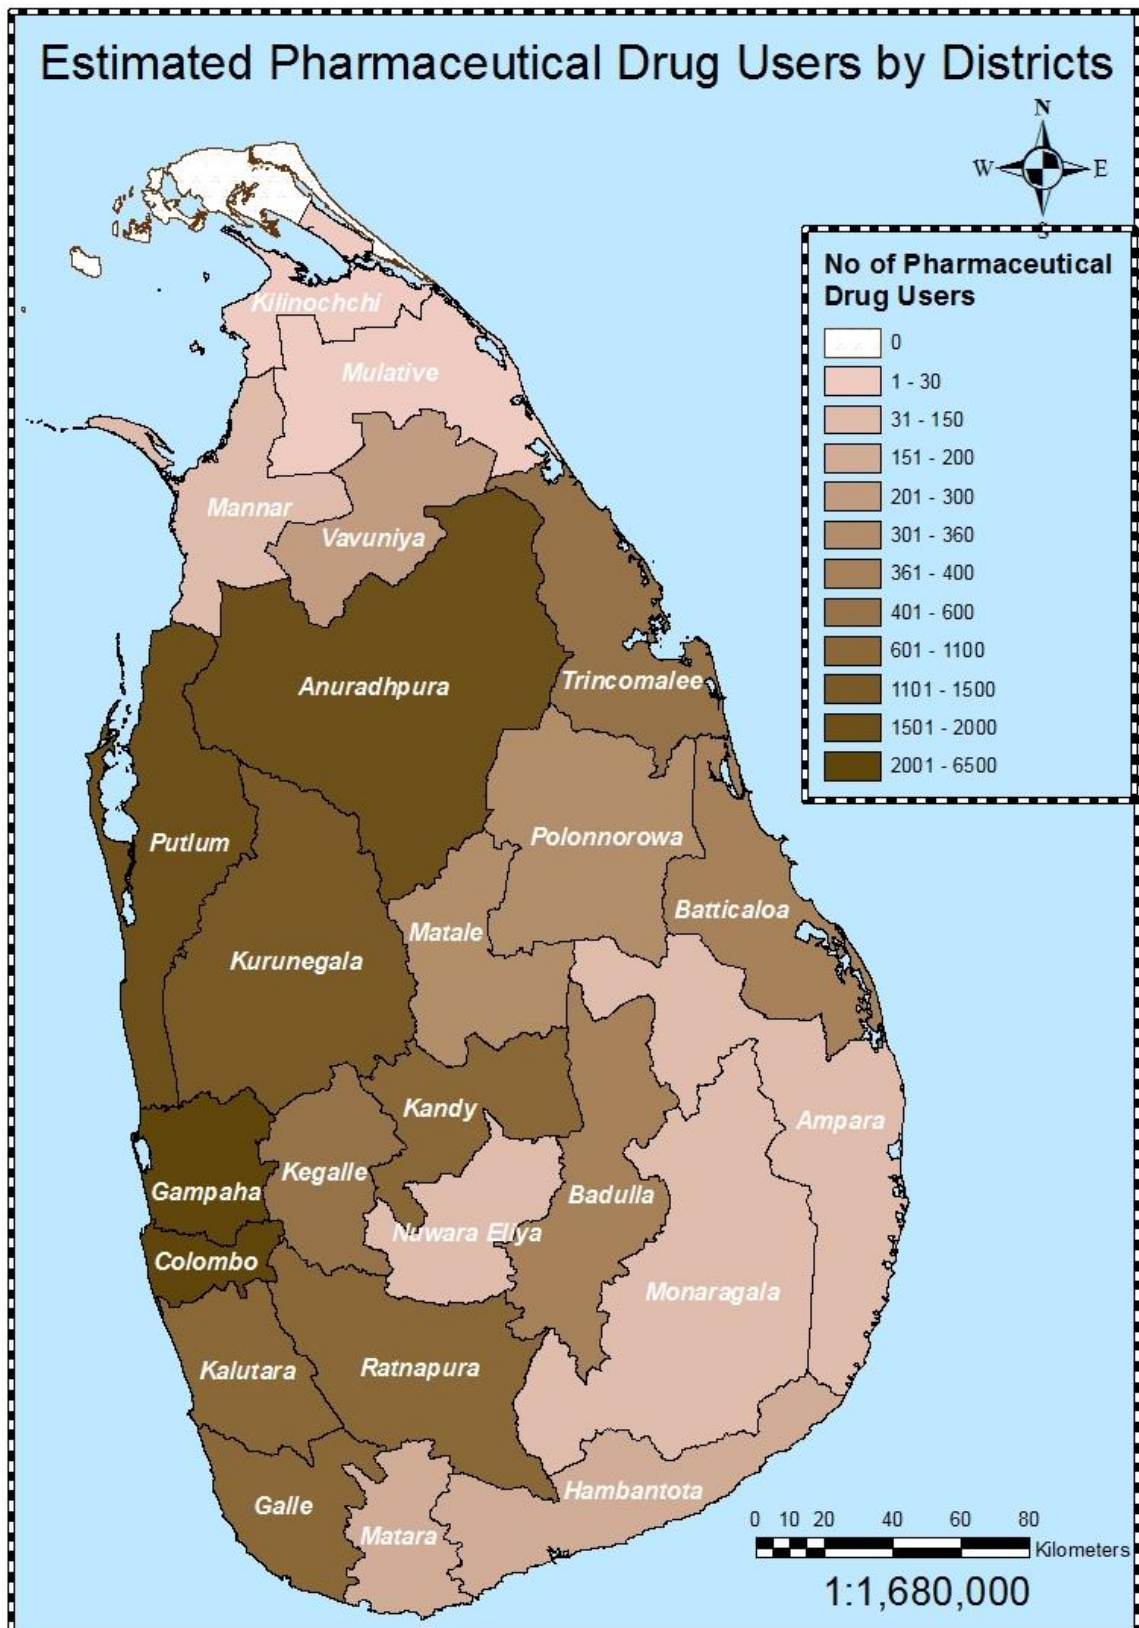 Estimated Pharmaceutical Drug Users by Districts
N
W E
S
No of Pharmaceutical
Drug Users
0
1 - 30
31 - 150
151 - 200
201 - 300
301 - 360
361 - 400
401 - 600
601 - 1100
1101 - 1500
1501 - 2000
2001 - 6500
Kilinochchi
Mulative
Mannar
Vavuniya
Anuradhpura
Trincomalee
Putlum
Polonnorowa
Batticaloa
Matale
Kurunegala
Kandy
Ampara
Kegalle
Gampaha
Badulla
Nuwara Eliya
Colombo
Monaragala
Kalutara
Ratnapura
Hambantota
Galle
Matara
0 10 20 40 60 80
Kilometers
1:1,680,000